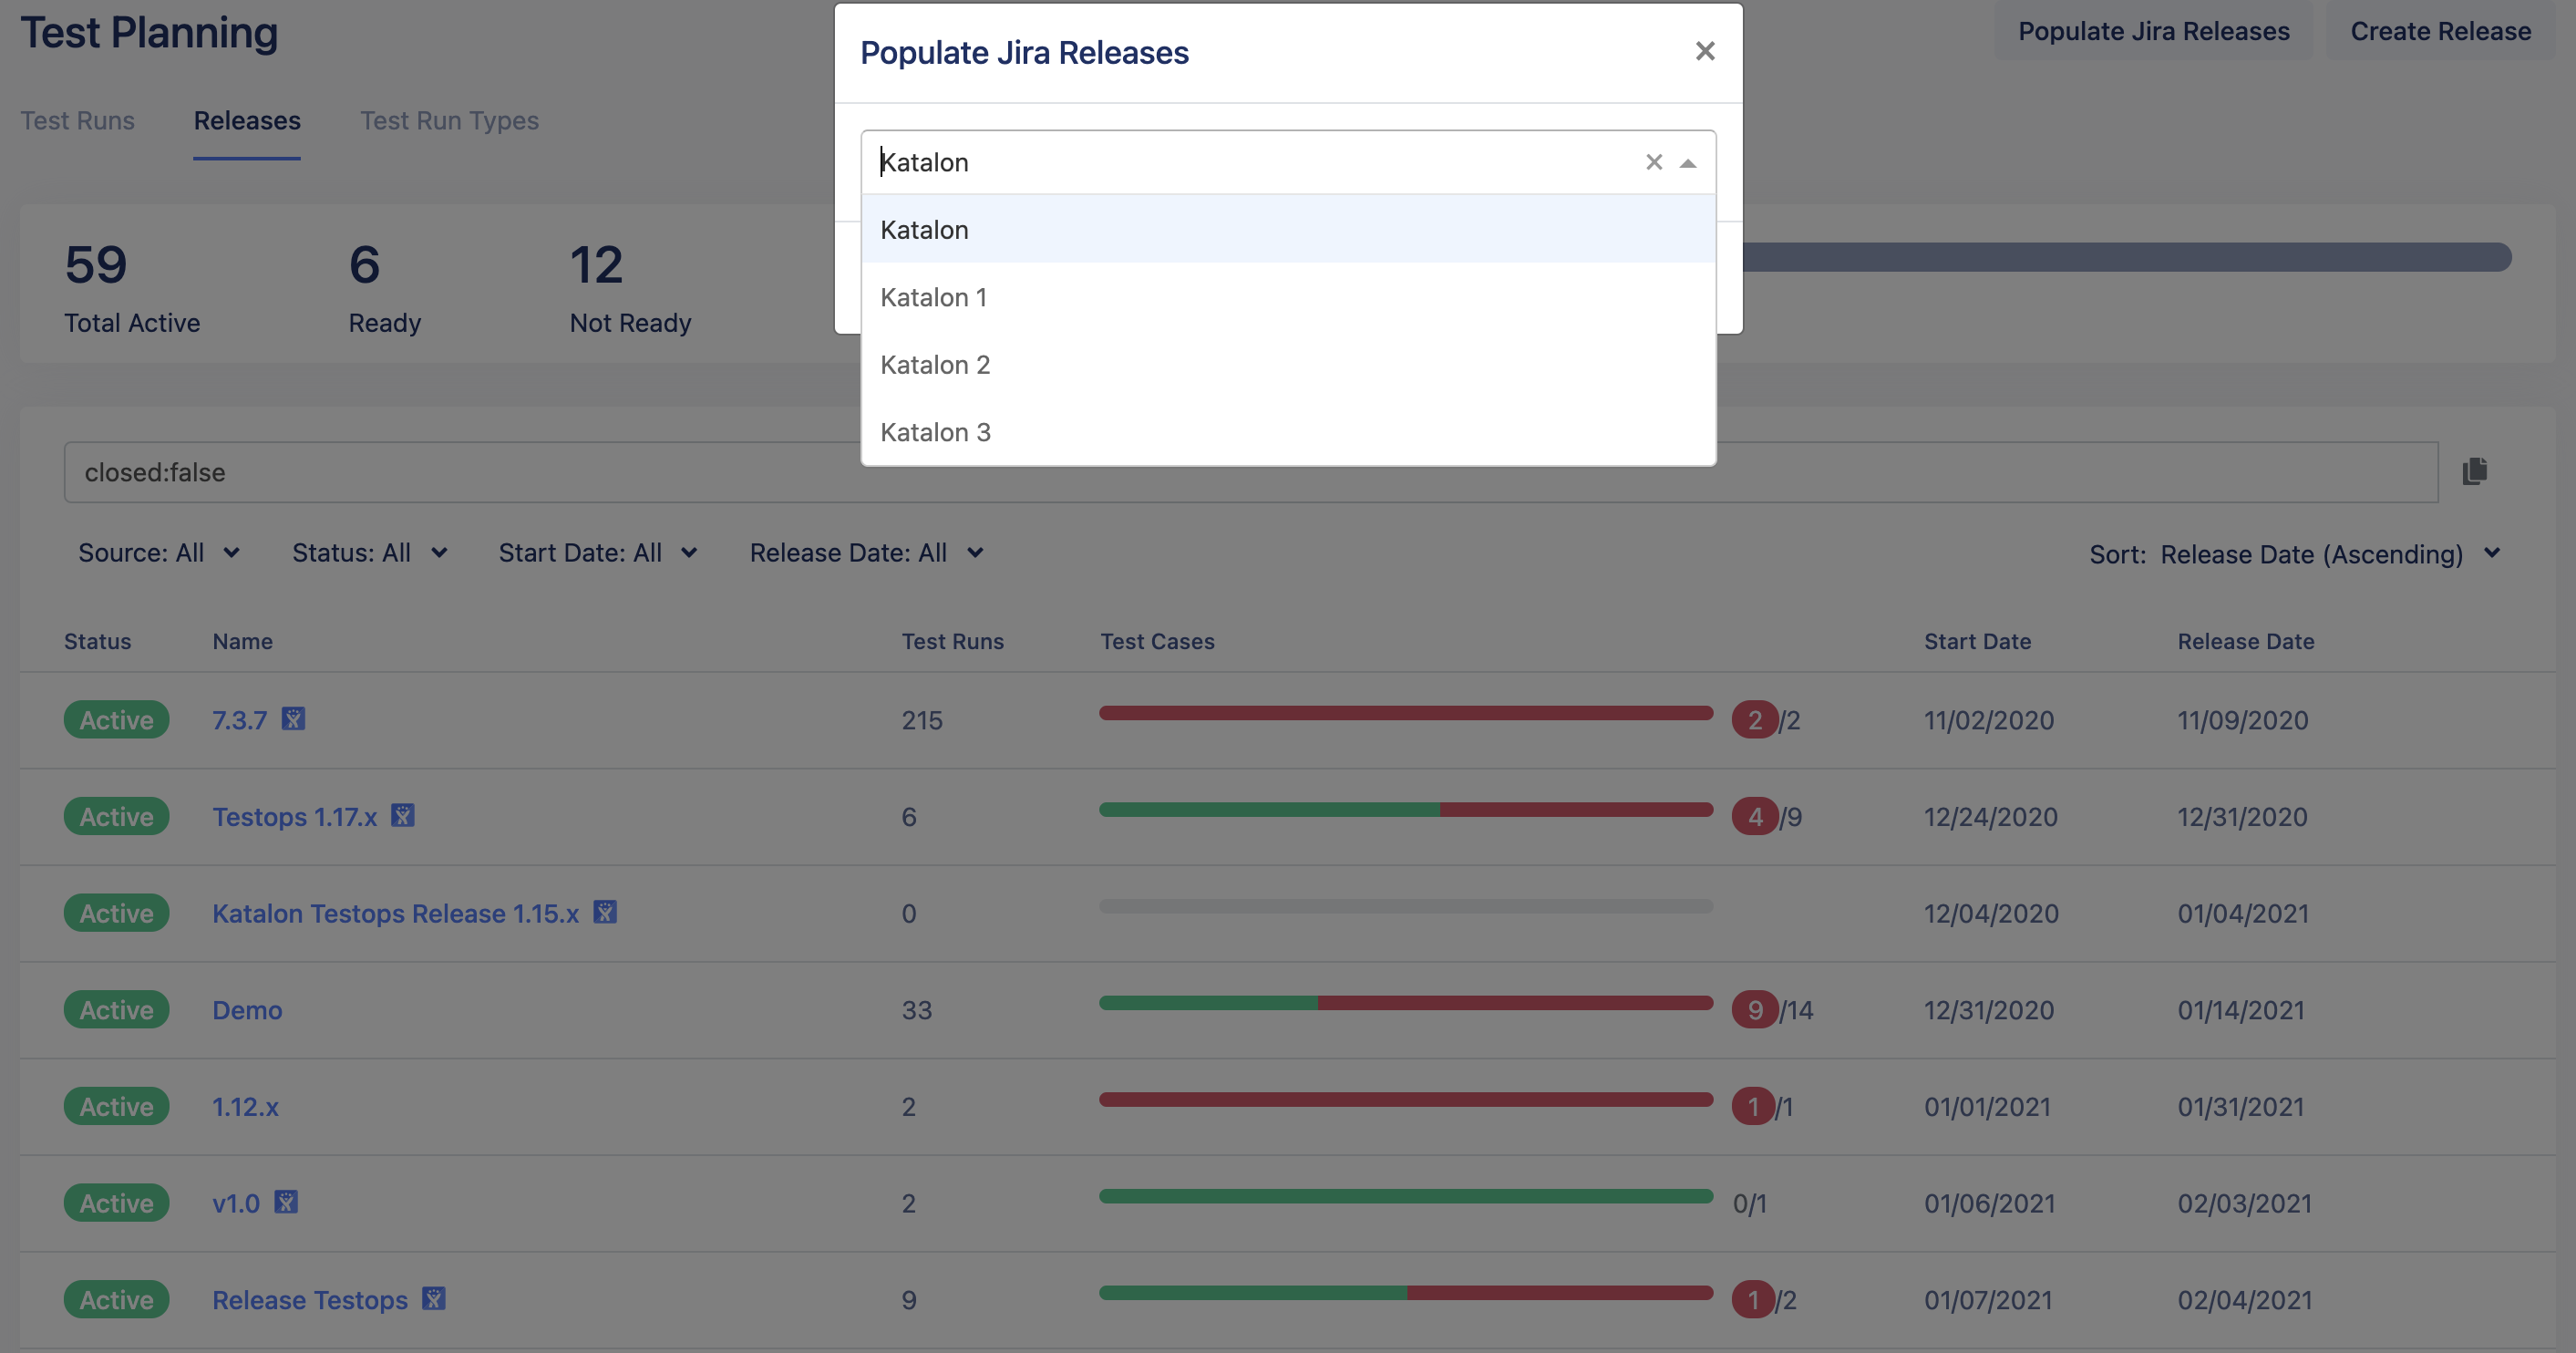 Test Planning
Populate Jira Releases
Create Release
Populate Jira Releases
Test Runs
Releases
Test Run Types
Katalon
Katalon
Katalon 1
Katalon 2
Katalon 3
59
Total Active
6
Ready
12
Not Ready
closed:false
Source: All
Status: All
Start Date: All
Release Date: All
Sort: Release Date (Ascending)
Status Name Test Runs Test Cases Start Date Release Date
Active 7.3.7 215 2/2 11/02/2020 11/09/2020
Active Testops 1.17.x 6 4/9 12/24/2020 12/31/2020
Active Katalon Testops Release 1.15.x 0 12/04/2020 01/04/2021
Active Demo 33 9/14 12/31/2020 01/14/2021
Active 1.12.x 2 1/1 01/01/2021 01/31/2021
Active v1.0 2 0/1 01/06/2021 02/03/2021
Active Release Testops 9 1/2 01/07/2021 02/04/2021